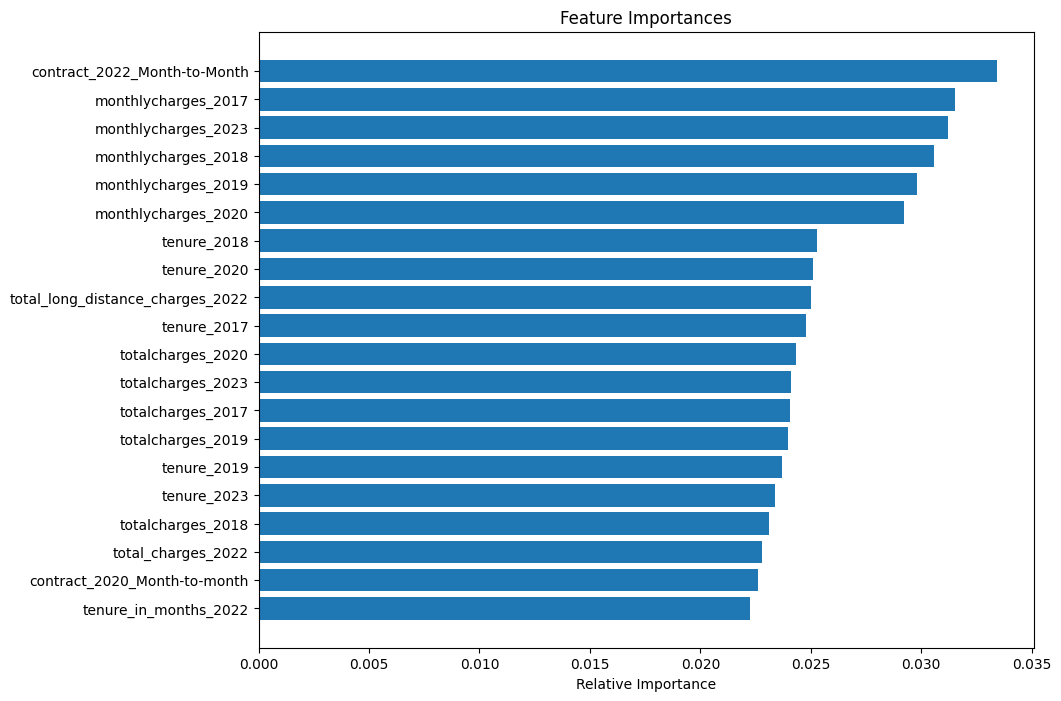 Feature Importances
contract_2022_Month-to-Month
monthlycharges_2017
monthlycharges_2023
monthlycharges_2018
monthlycharges_2019
monthlycharges_2020
tenure_2018
tenure_2020
total_long_distance_charges_2022
tenure_2017
totalcharges_2020
totalcharges_2023
totalcharges_2017
totalcharges_2019
tenure_2019
tenure_2023
totalcharges_2018
total_charges_2022
contract_2020_Month-to-month
tenure_in_months_2022
0.000 0.005 0.010 0.015 0.020 0.025 0.030 0.035
Relative Importance